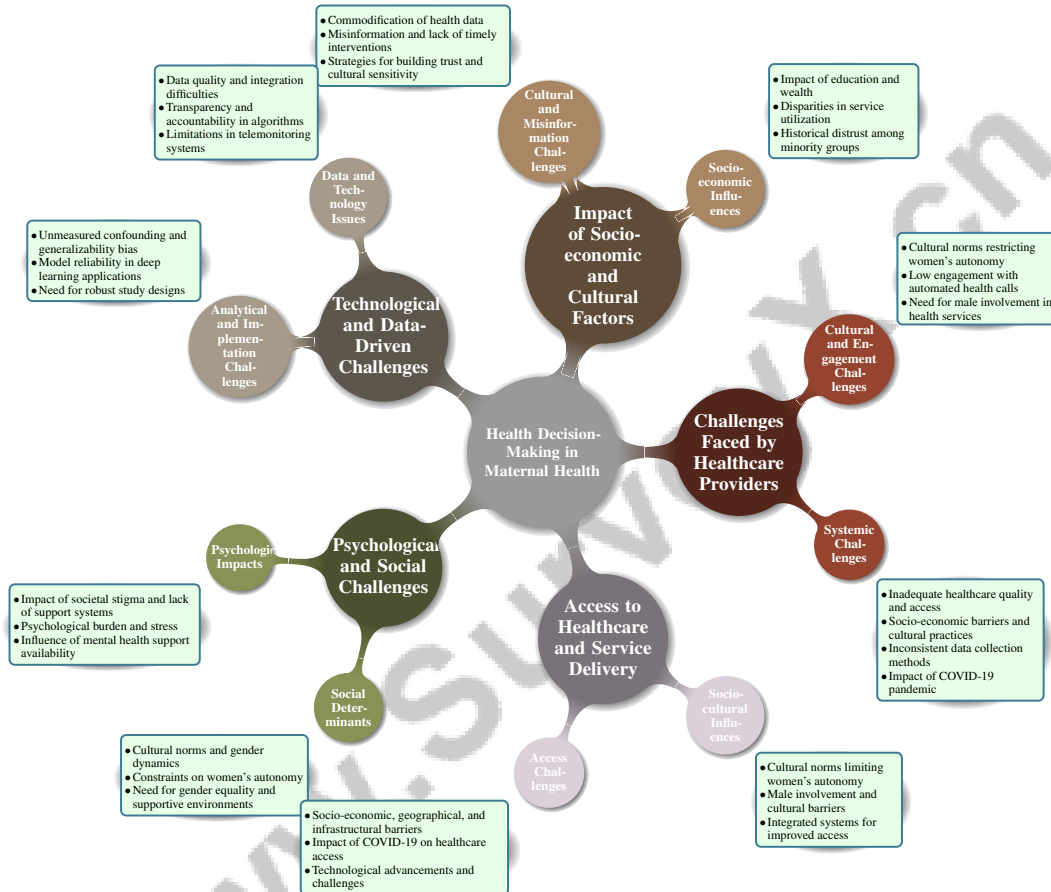 Commodification of health data
Misinformation and lack of timely
interventions
Strategies for building trust and
cultural sensitivity
Data quality and integration
difficulties
Transparency and
accountability in algorithms
Limitations in telemonitoring
systems
Impact of education and
wealth
Disparities in service
utilization
Historical distrust among
minority groups
Cultural
and
Misinfor-
mation
Chal-
lenges
Socio-
economic
Influ-
ences
Data and
Tech-
nology
Issues
Impact
of Socio-
economic
and
Cultural
Factors
Unmeasured confounding and
generalizability bias
Model reliability in deep
learning applications
Need for robust study designs
Cultural norms restricting
women's autonomy
Low engagement with
automated health calls
Need for male involvement in
health services
Analytical
and Im-
plemen-
tation
Chal-
lenges
Technological
and Data-
Driven
Challenges
Cultural
and En-
gagement
Challenges
Health Decision-
Making in
Maternal Health
Challenges
Faced by
Healthcare
Providers
Systemic
Chal-
lenges
Psychologic
Impacts
Psychological
and Social
Challenges
Access to
Healthcare
and Service
Delivery
Impact of societal stigma and lack
of support systems
Psychological burden and stress
Influence of mental health support
availability
Inadequate healthcare quality
and access
Socio-economic barriers and
cultural practices
Inconsistent data collection
methods
Impact of COVID-19
pandemic
Social
Deter-
minants
Socio-
cultural
Influ-
ences
Access
Chal-
lenges
Cultural norms and gender
dynamics
Constraints on women's autonomy
Need for gender equality and
supportive environments
Cultural norms limiting
women's autonomy
Male involvement and
cultural barriers
Integrated systems for
improved access
Socio-economic, geographical, and
infrastructural barriers
Impact of COVID-19 on healthcare
access
Technological advancements and
challenges